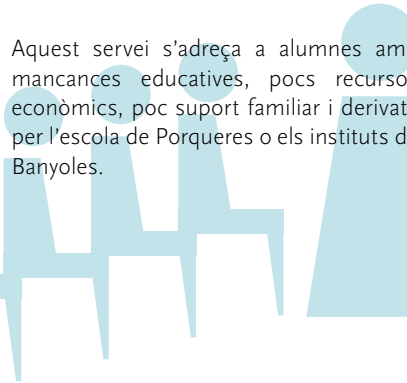 Aquest servei s'adreça a alumnes am
mancances educatives, pocs recurso
econòmics, poc suport familiar i derivat
per l'escola de Porqueres o els instituts d
Banyoles.